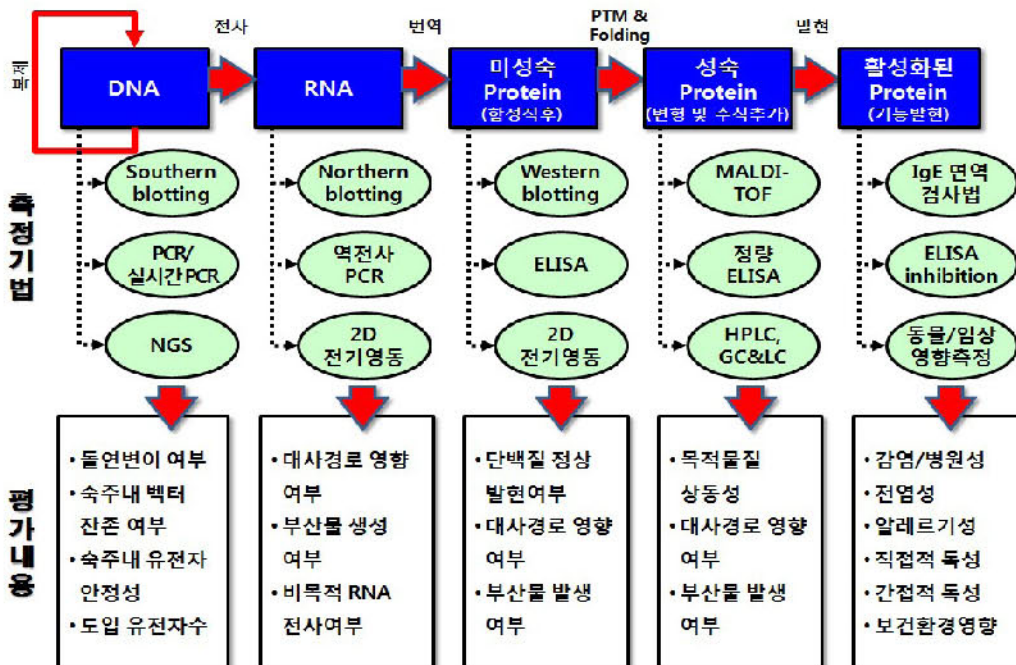 전사
번역
PTM &
Folding
발현
복제
DNA
RNA
미성숙
Protein
(합성직후)
성숙
Protein
(변형 및 수식추가)
활성화된
Protein
(기능발현)
측정기법
Southern
blotting
Northern
blotting
Western
blotting
MALDI-
TOF
IgE 면역
검사법
PCR/
실시간 PCR
역전사
PCR
ELISA
정량
ELISA
ELISA
inhibition
NGS
2D
전기영동
2D
전기영동
HPLC,
GC&LC
동물/임상
영향측정
평가내용
• 돌연변이 여부
• 숙주내 벡터
잔존 여부
• 숙주내 유전자
안정성
• 도입 유전자수
• 대사경로 영향
여부
• 부산물 생성
여부
• 비목적 RNA
전사여부
• 단백질 정상
발현여부
• 대사경로 영향
여부
• 부산물 발생
여부
• 목적물질
상동성
• 대사경로 영향
여부
• 부산물 발생
여부
• 감염/병원성
• 전염성
• 알레르기성
• 직접적 독성
• 간접적 독성
• 보건환경영향